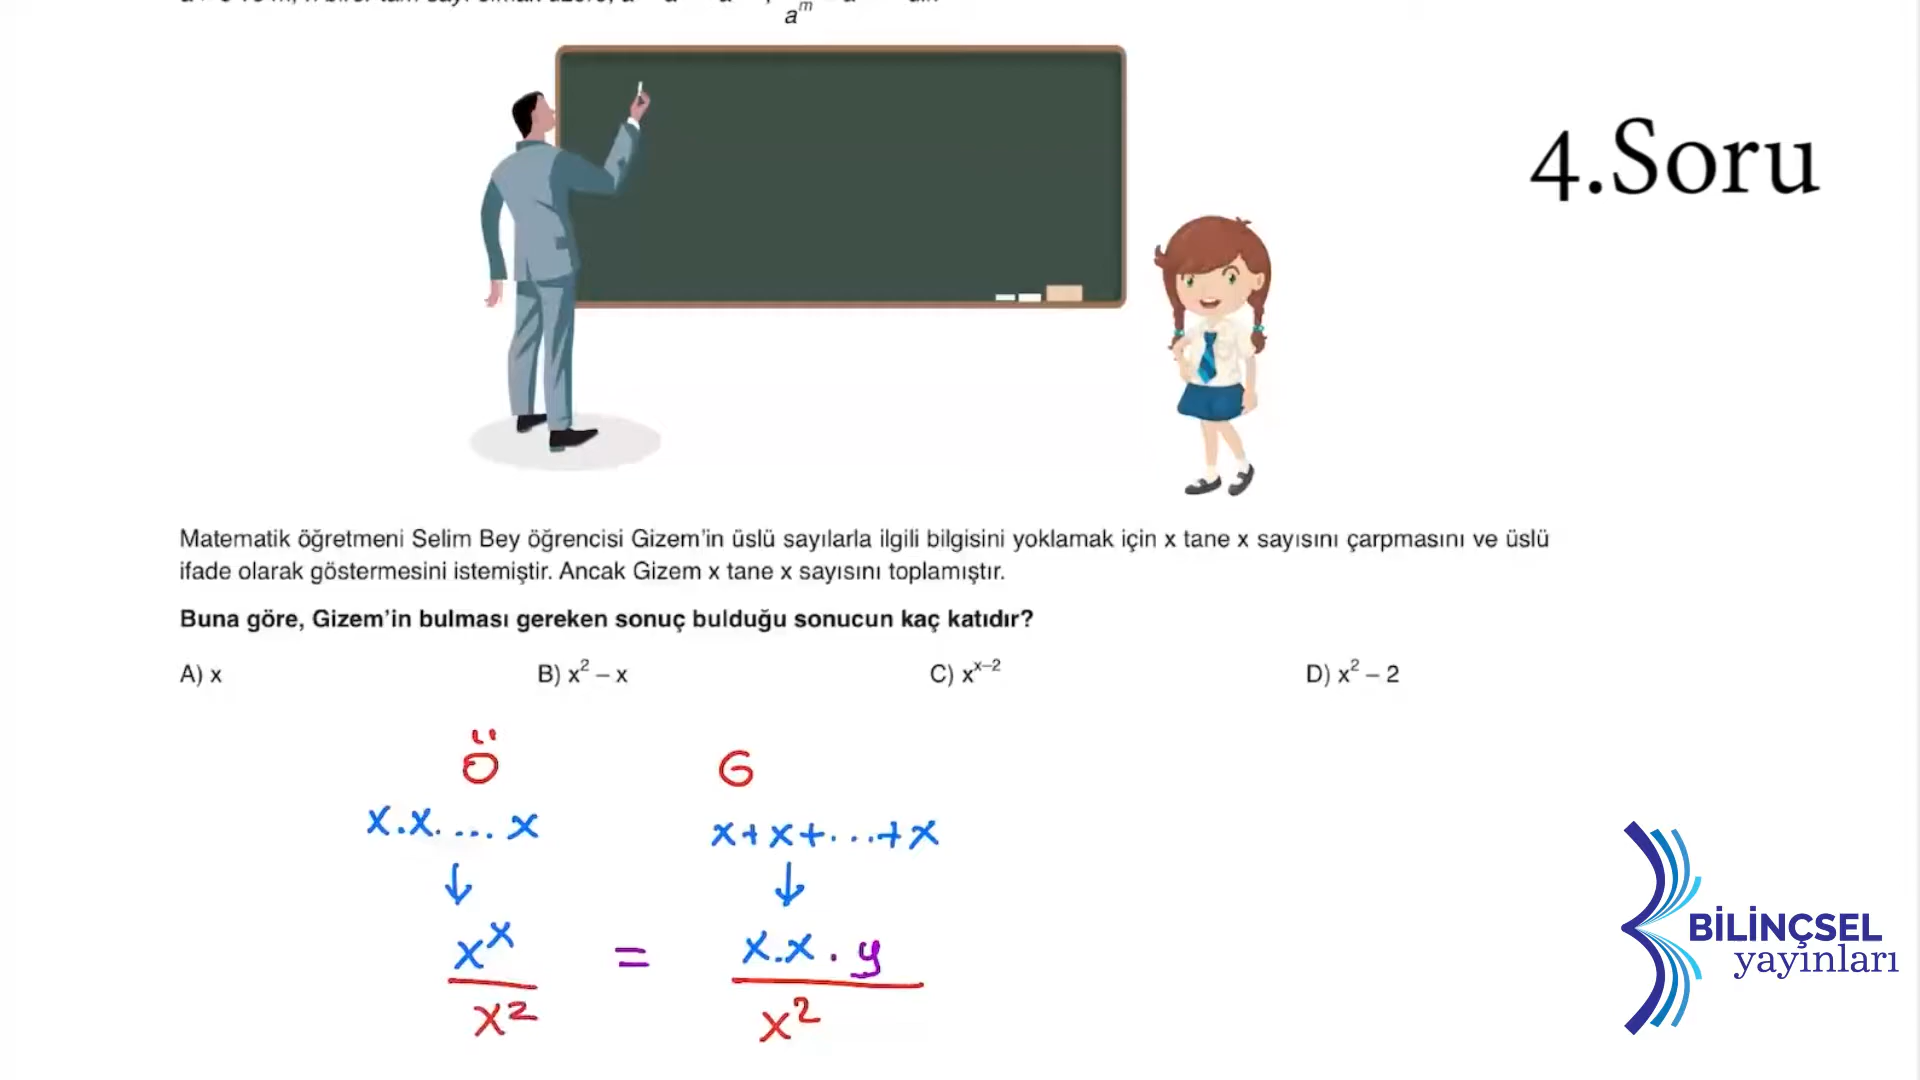 a^m
4.Soru
Matematik öğretmeni Selim Bey öğrencisi Gizem'in üslü sayılarla ilgili bilgisini yoklamak için x tane x sayısını çarpmasını ve üslü
ifade olarak göstermesini istemiştir. Ancak Gizem x tane x sayısını toplamıştır.
Buna göre, Gizem'in bulması gereken sonuç bulduğu sonucun kaç katıdır?
A) x B) x² – x C) x^(x–2) D) x² – 2
Ö G
x.x. ... x x+x+...+x
↓ ↓
x^x = x.x.y
x² x²
BİLİNÇSEL
yayınları